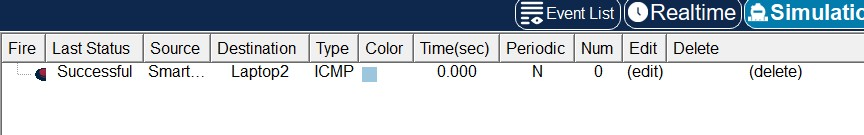 Event List Realtime Simulatic
Fire Last Status Source Destination Type Color Time(sec) Periodic Num Edit Delete
Successful Smart... Laptop2 ICMP 0.000 N 0 (edit) (delete)